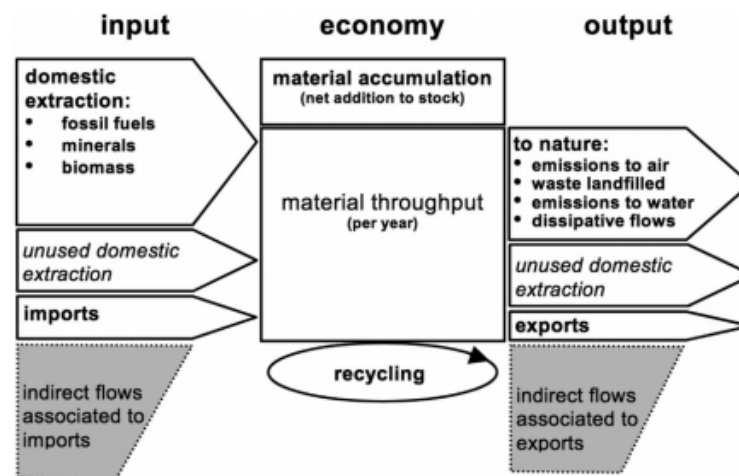 input
economy
output
domestic
extraction:
• fossil fuels
• minerals
• biomass
unused domestic
extraction
imports
indirect flows
associated to
imports
material accumulation
(net addition to stock)
material throughput
(per year)
recycling
to nature:
• emissions to air
• waste landfilled
• emissions to water
• dissipative flows
unused domestic
extraction
exports
indirect flows
associated to
exports